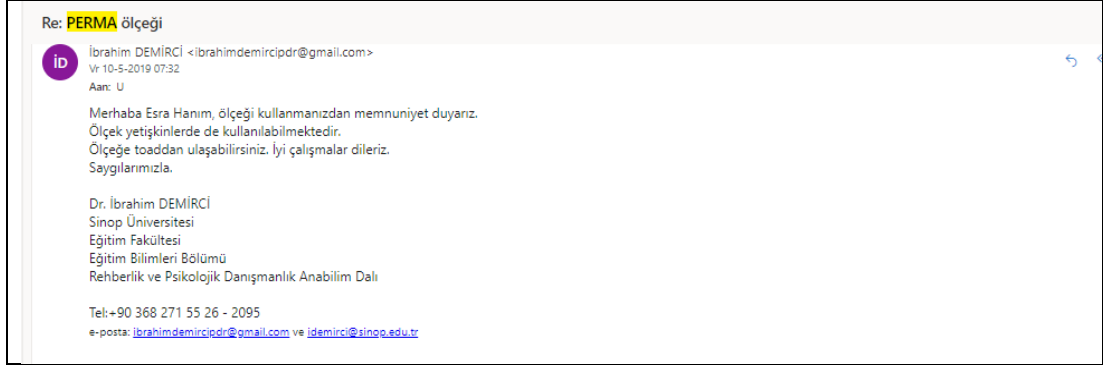 Re: PERMA ölçeği
İD
İbrahim DEMİRCİ <ibrahimdemircipdr@gmail.com>
Vr 10-5-2019 07:32
Aan: U
Merhaba Esra Hanım, ölçeği kullanmanızdan memnuniyet duyarız.
Ölçek yetişkinlerde de kullanılabilmektedir.
Ölçeğe toaddan ulaşabilirsiniz. İyi çalışmalar dileriz.
Saygılarımızla.
Dr. İbrahim DEMİRCİ
Sinop Üniversitesi
Eğitim Fakültesi
Eğitim Bilimleri Bölümü
Rehberlik ve Psikolojik Danışmanlık Anabilim Dalı
Tel:+90 368 271 55 26 - 2095
e-posta: ibrahimdemircipdr@gmail.com ve idemirci@sinop.edu.tr